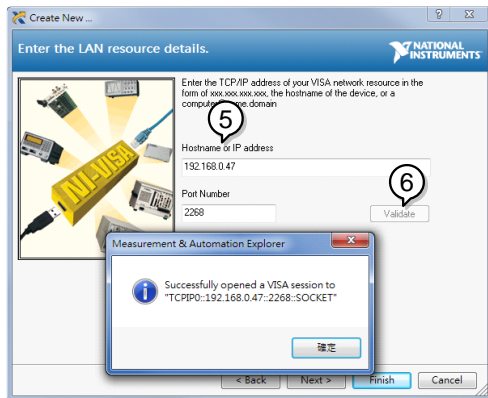 Create New ...
Enter the LAN resource details.
NATIONAL
INSTRUMENTS
Enter the TCP/IP address of your VISA network resource in the
form of xxx.xxx.xxx.xxx, the hostname of the device, or a
.domain
5
Hostname or IP address
192.168.0.47
6
Port Number
2268
Validate
NI-VISA
Measurement & Automation Explorer
Successfully opened a VISA session to
"TCPIP0::192.168.0.47::2268::SOCKET"
確定
< Back
Next >
Finish
Cancel